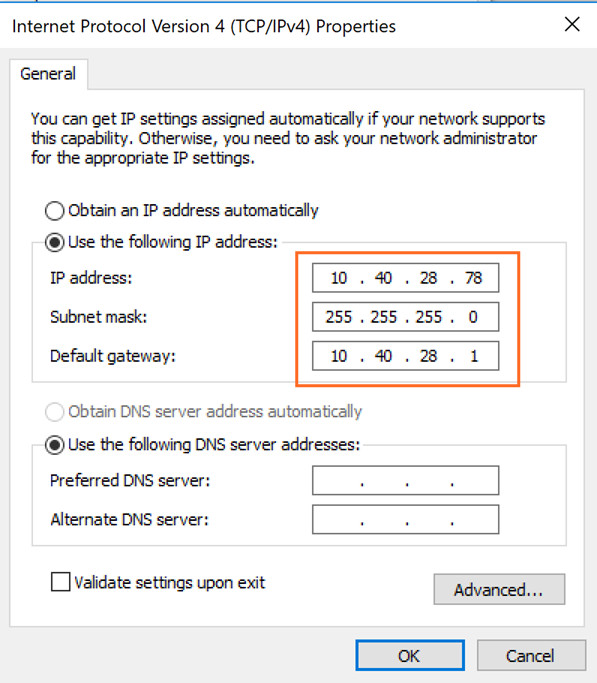 Internet Protocol Version 4 (TCP/IPv4) Properties
General
You can get IP settings assigned automatically if your network supports
this capability. Otherwise, you need to ask your network administrator
for the appropriate IP settings.
Obtain an IP address automatically
Use the following IP address:
IP address: 10 . 40 . 28 . 78
Subnet mask: 255 . 255 . 255 . 0
Default gateway: 10 . 40 . 28 . 1
Obtain DNS server address automatically
Use the following DNS server addresses:
Preferred DNS server: . . .
Alternate DNS server: . . .
Validate settings upon exit
Advanced...
OK Cancel